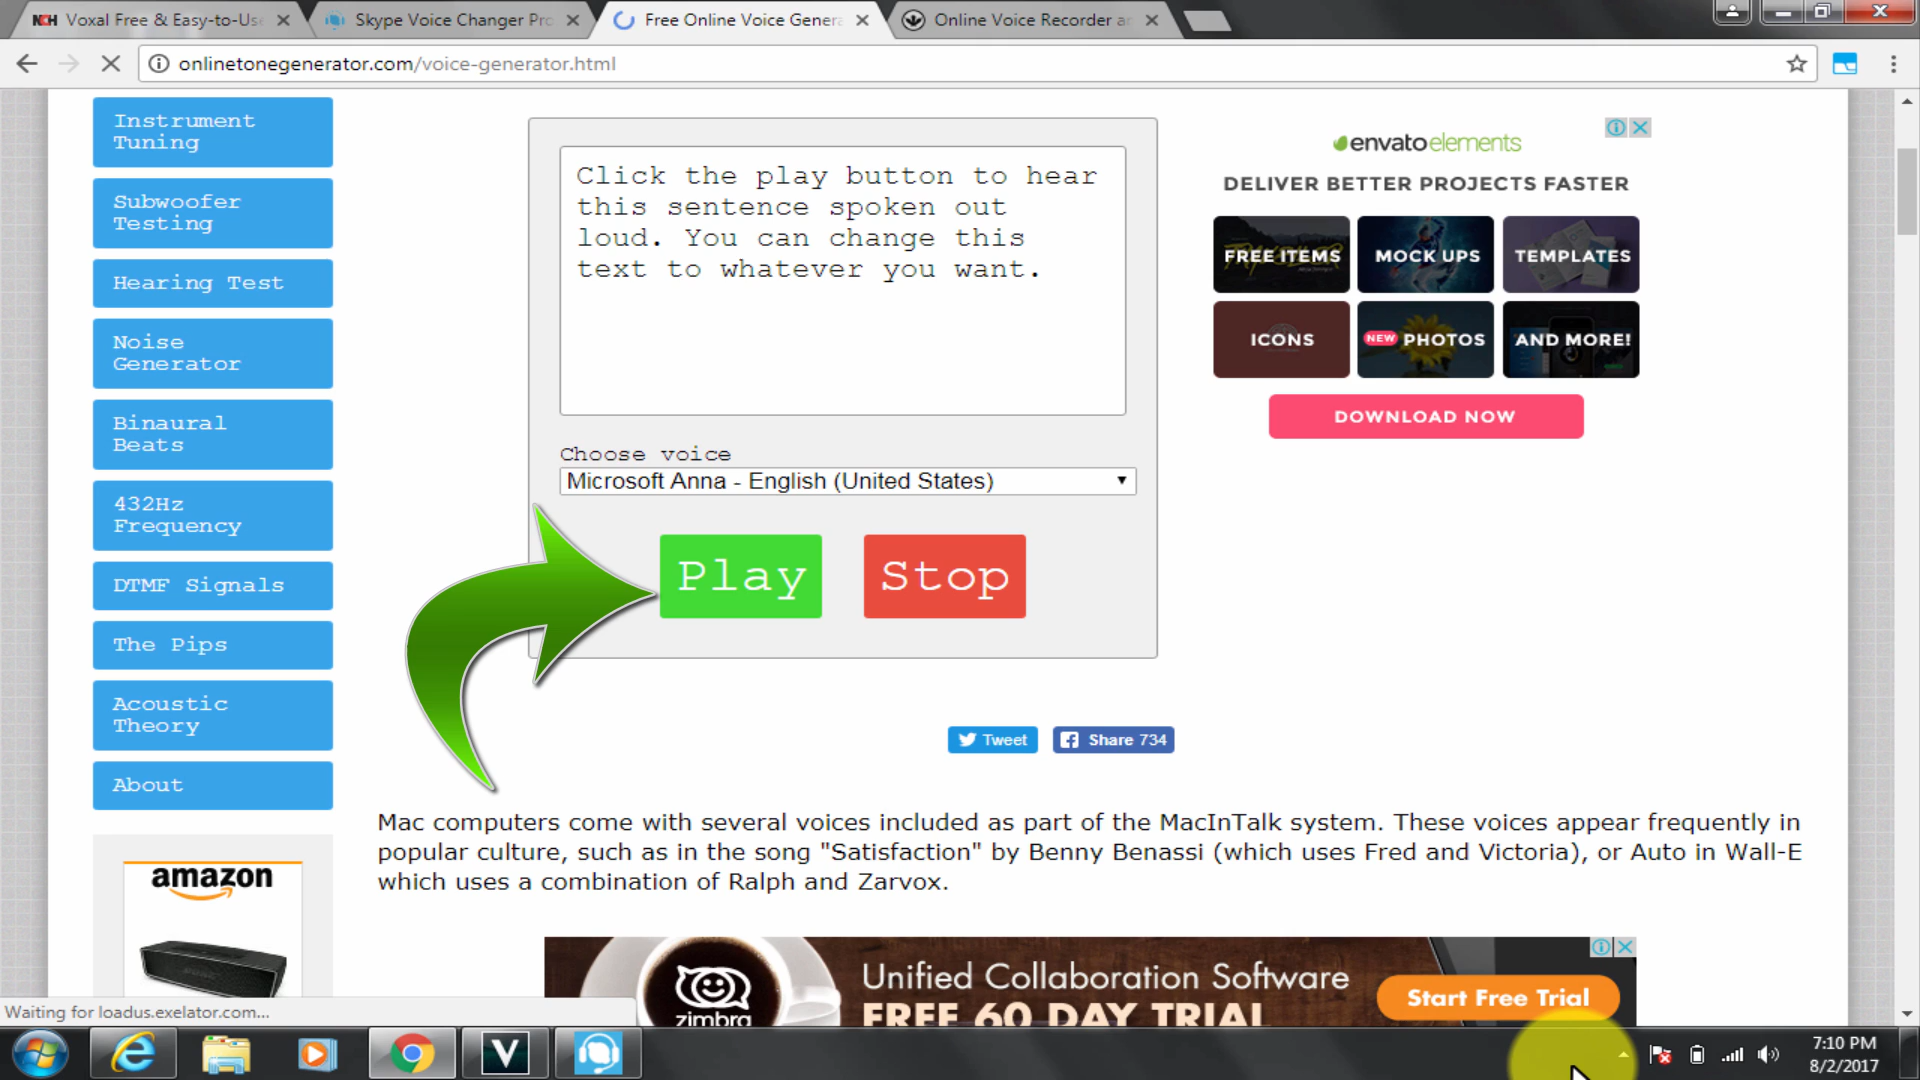 NCH Voxal Free & Easy-to-Use
Skype Voice Changer Pro
Free Online Voice Genera
Online Voice Recorder a
onlinetonegenerator.com/voice-generator.html
Instrument
Tuning
Subwoofer
Testing
Hearing Test
Noise
Generator
Binaural
Beats
432Hz
Frequency
DTMF Signals
The Pips
Acoustic
Theory
About
amazon
Click the play button to hear
this sentence spoken out
loud. You can change this
text to whatever you want.
Choose voice
Microsoft Anna - English (United States)
Play
Stop
envatoelements
DELIVER BETTER PROJECTS FASTER
FREE ITEMS
MOCK UPS
TEMPLATES
ICONS
NEW PHOTOS
AND MORE!
DOWNLOAD NOW
Tweet
Share 734
Mac computers come with several voices included as part of the MacInTalk system. These voices appear frequently in
popular culture, such as in the song "Satisfaction" by Benny Benassi (which uses Fred and Victoria), or Auto in Wall-E
which uses a combination of Ralph and Zarvox.
zimbra
Unified Collaboration Software
FREE 60 DAY TRIAL
Start Free Trial
Waiting for loadus.exelator.com...
7:10 PM
8/2/2017